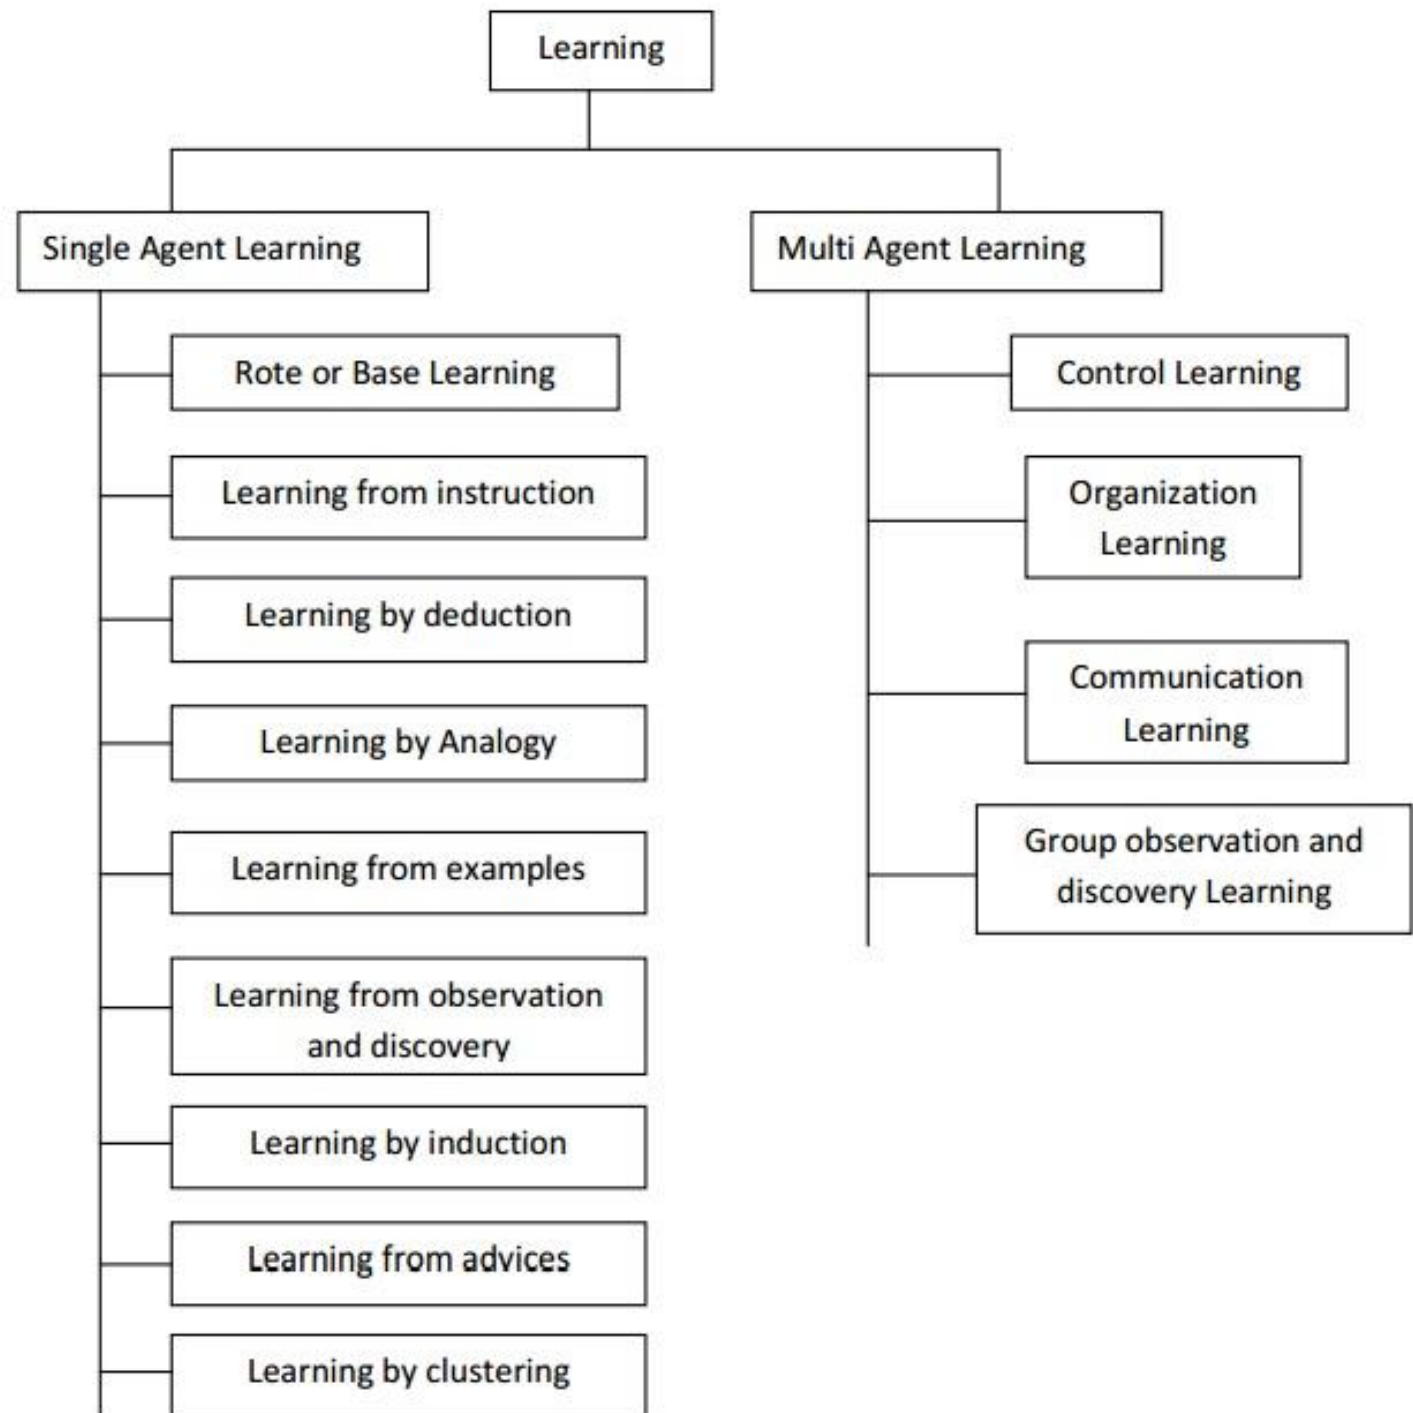 Learning
Single Agent Learning
Multi Agent Learning
Rote or Base Learning
Learning from instruction
Learning by deduction
Learning by Analogy
Learning from examples
Learning from observation
and discovery
Learning by induction
Learning from advices
Learning by clustering
Control Learning
Organization
Learning
Communication
Learning
Group observation and
discovery Learning